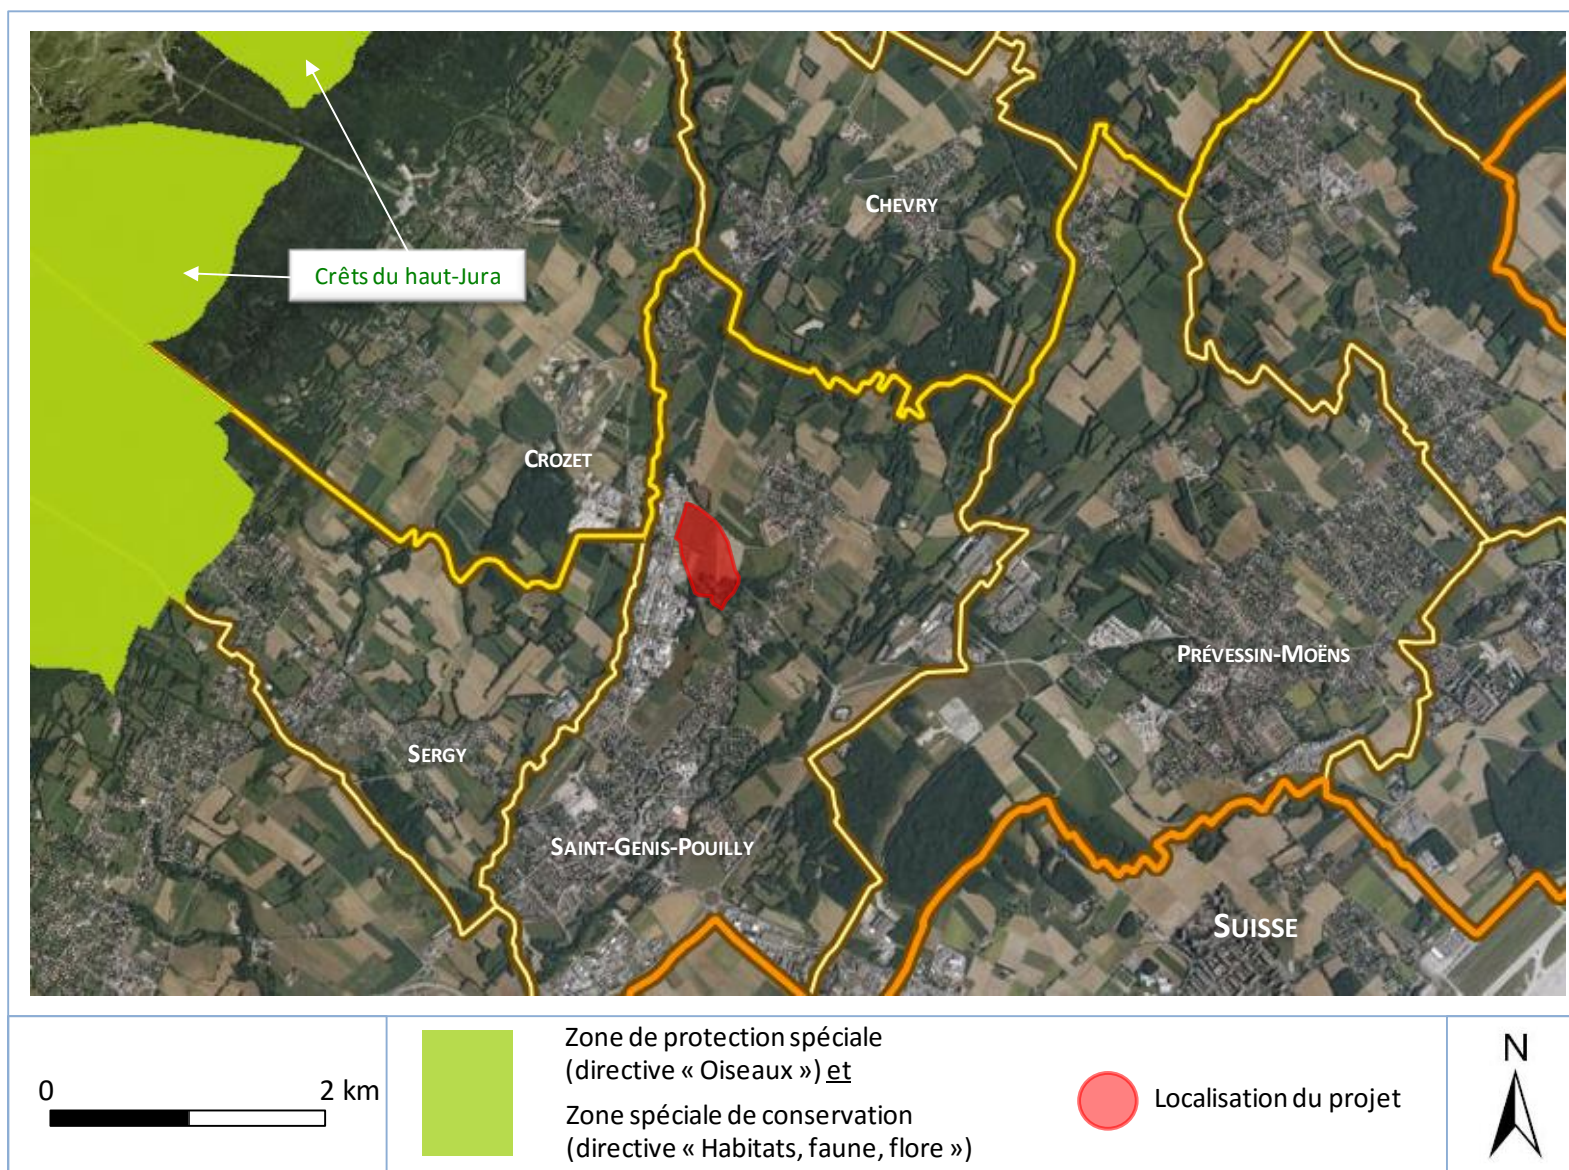 CHEVRY
Crêts du haut-Jura
CROZET
PRÉVESSIN-MOËNS
SERGY
SAINT-GENIS-POUILLY
SUISSE
0 2 km
Zone de protection spéciale
(directive « Oiseaux ») et
Zone spéciale de conservation
(directive « Habitats, faune, flore »)
Localisation du projet
N